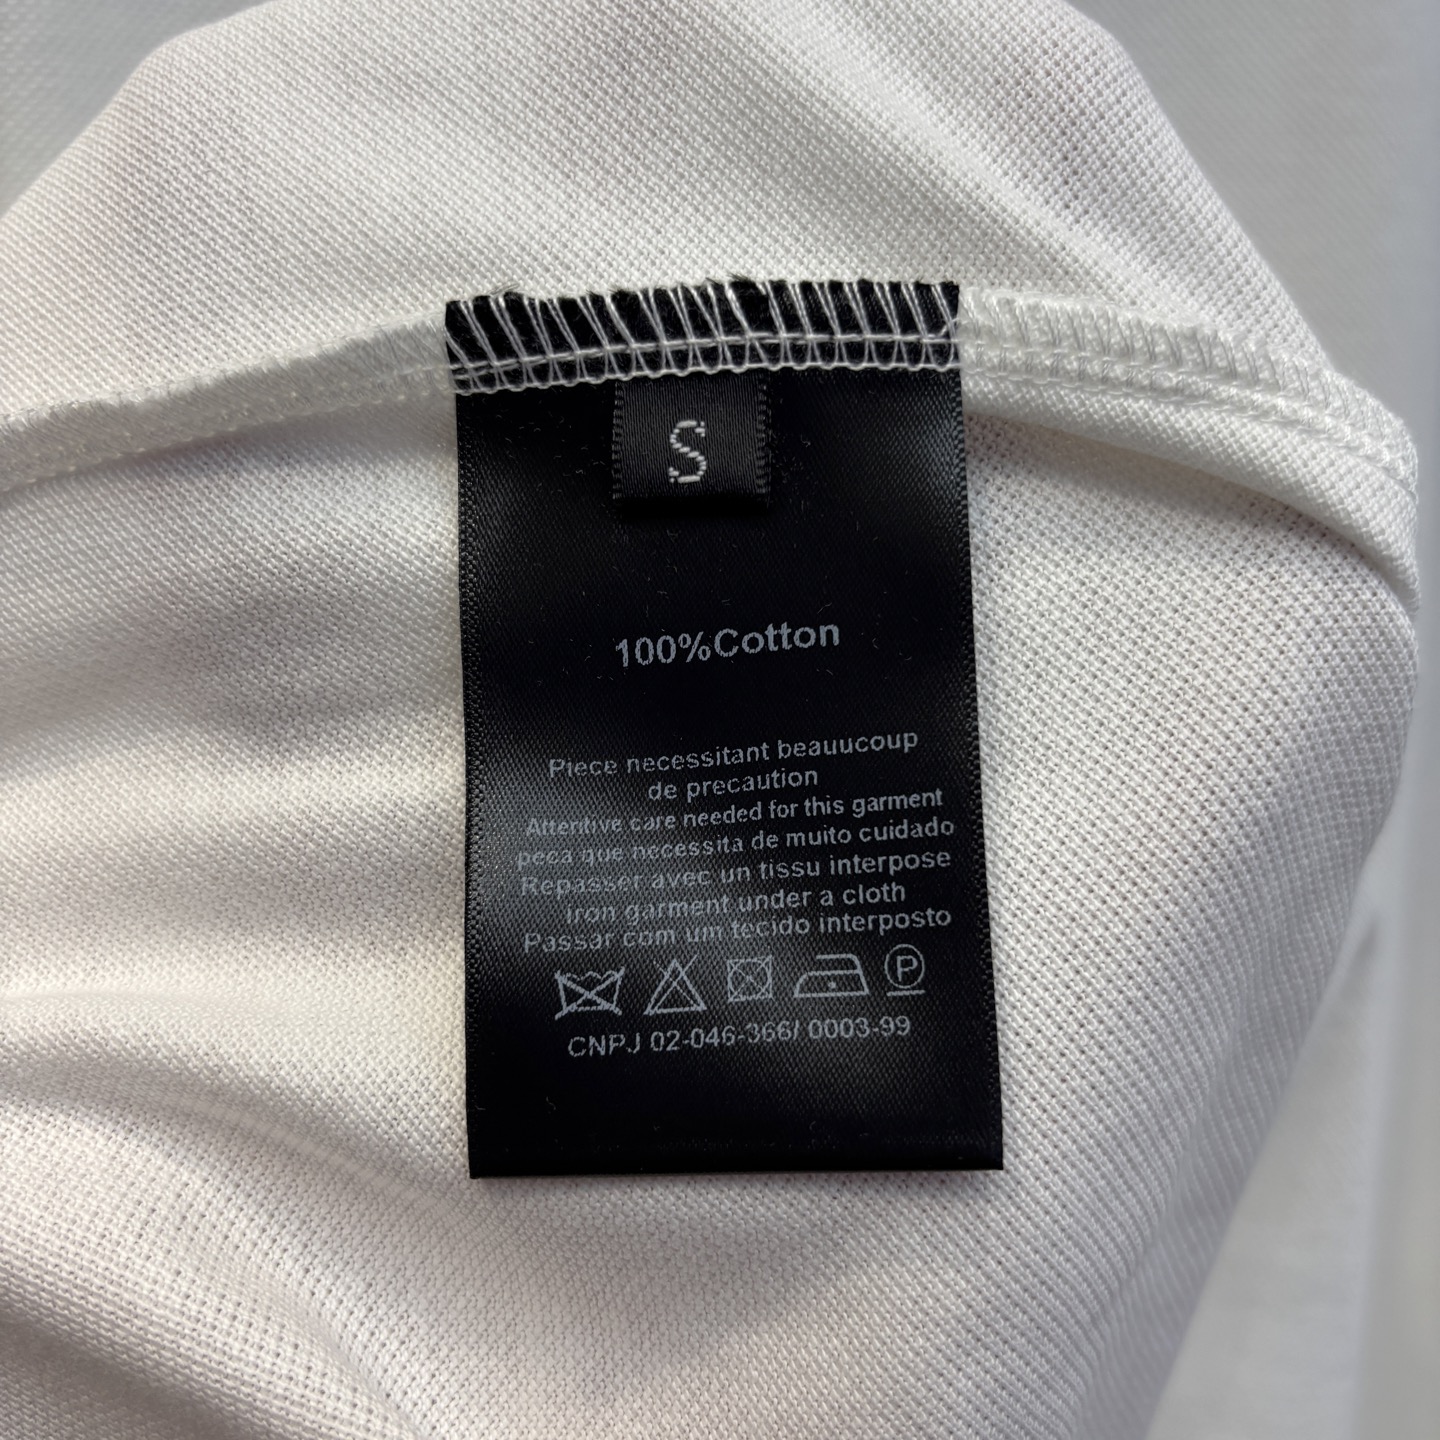 S
100%Cotton
Piece necessitant beauucoup
de precaution
Attentive care needed for this garment
peca que necessita de muito cuidado
Repasser avec un tissu interpose
iron garment under a cloth
Passar com um tecido interposto
P
CNPJ 02-046-366/ 0003-99